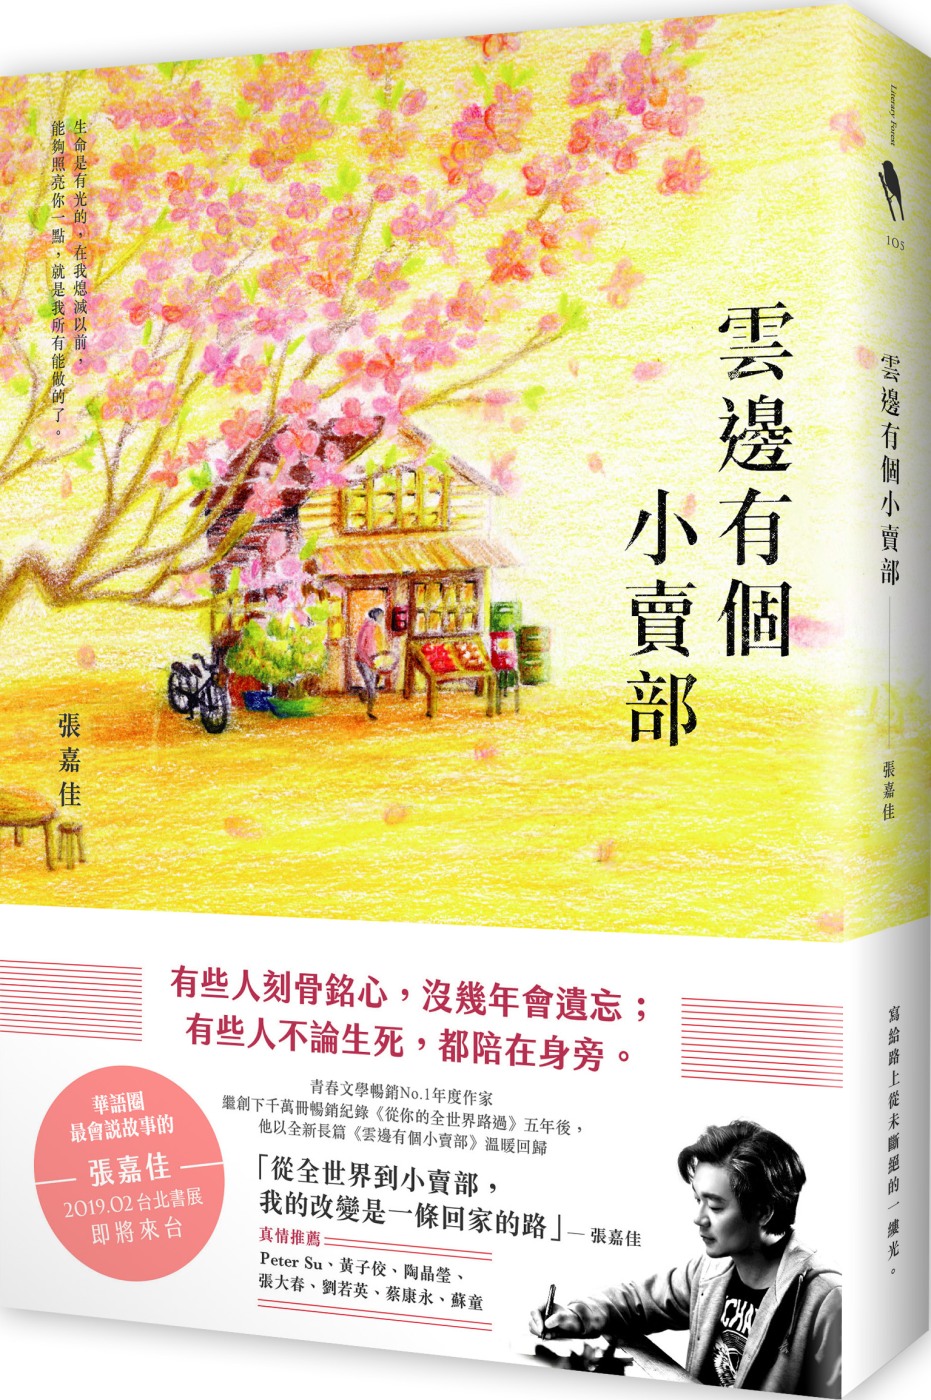 生命是有光的，在我熄滅以前，
能夠照亮你一點，就是我所有能做的了。
雲邊有個
小賣部
張嘉佳
有些人刻骨銘心，沒幾年會遺忘；
有些人不論生死，都陪在身旁。
華語圈
最會説故事的
張嘉佳
2019.02台北書展
即將來台
青春文學暢銷No.1年度作家
繼創下千萬冊暢銷紀錄《從你的全世界路過》五年後，
他以全新長篇《雲邊有個小賣部》溫暖回歸
「從全世界到小賣部，
我的改變是一條回家的路」— 張嘉佳
真情推薦
Peter Su、黃子佼、陶晶瑩、
張大春、劉若英、蔡康永、蘇童
CHA
Literary Forest
105
雲邊有個小賣部
張嘉佳
寫給路上從未斷絕的一縷光。